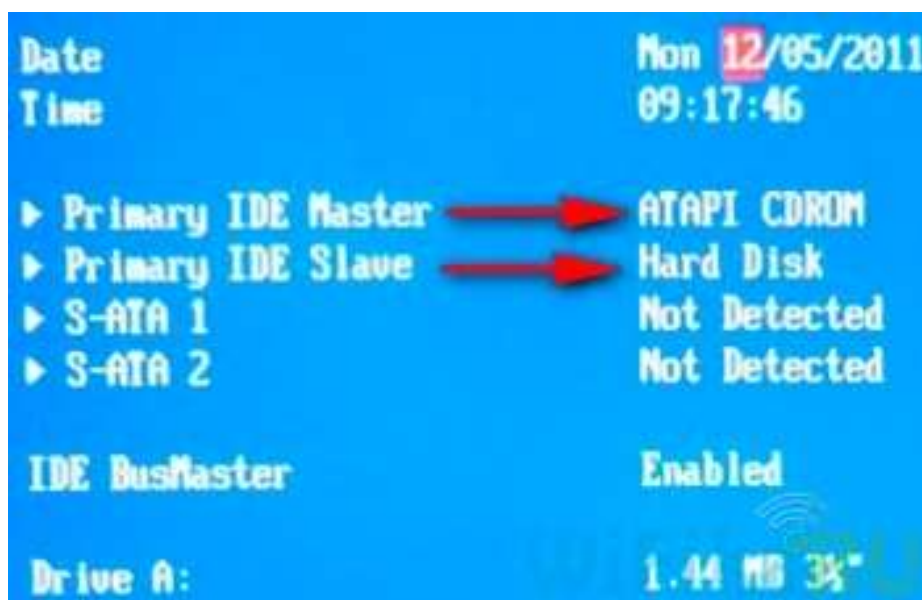 Date Mon 12/05/2011
Time 09:17:46
Primary IDE Master ATAPI CDROM
Primary IDE Slave Hard Disk
S-ATA 1 Not Detected
S-ATA 2 Not Detected
IDE BusMaster Enabled
Drive A: 1.44 MB 3½"